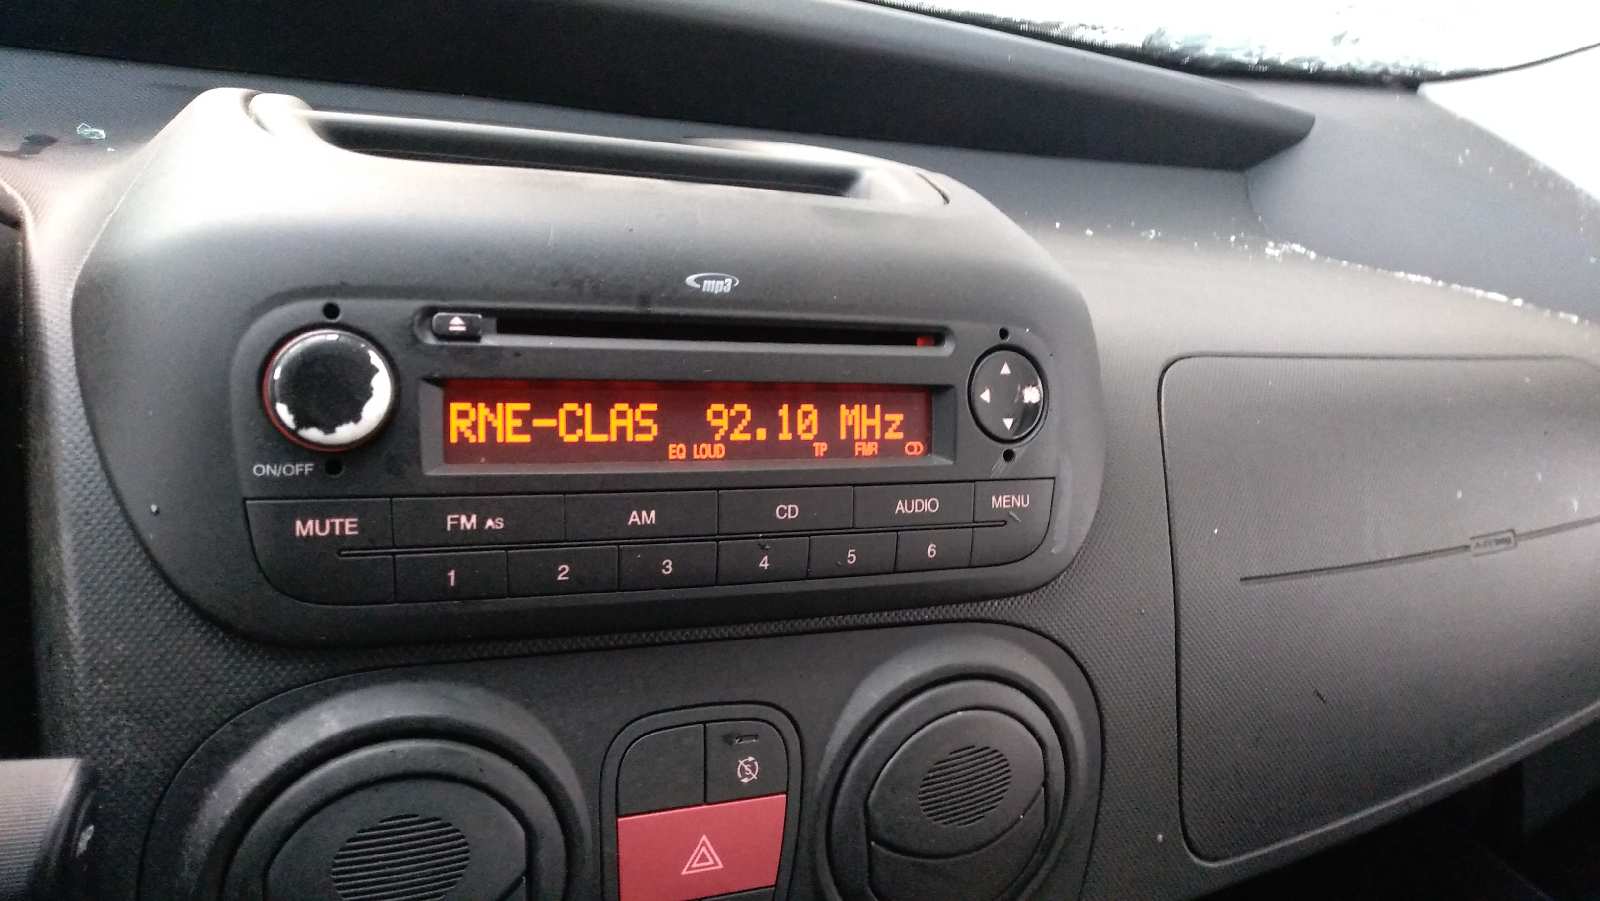 mp3
RNE-CLAS 92.10 MHz
EQ LOUD TP FMR
ON/OFF
MUTE FM AS AM CD AUDIO MENU
1 2 3 4 5 6